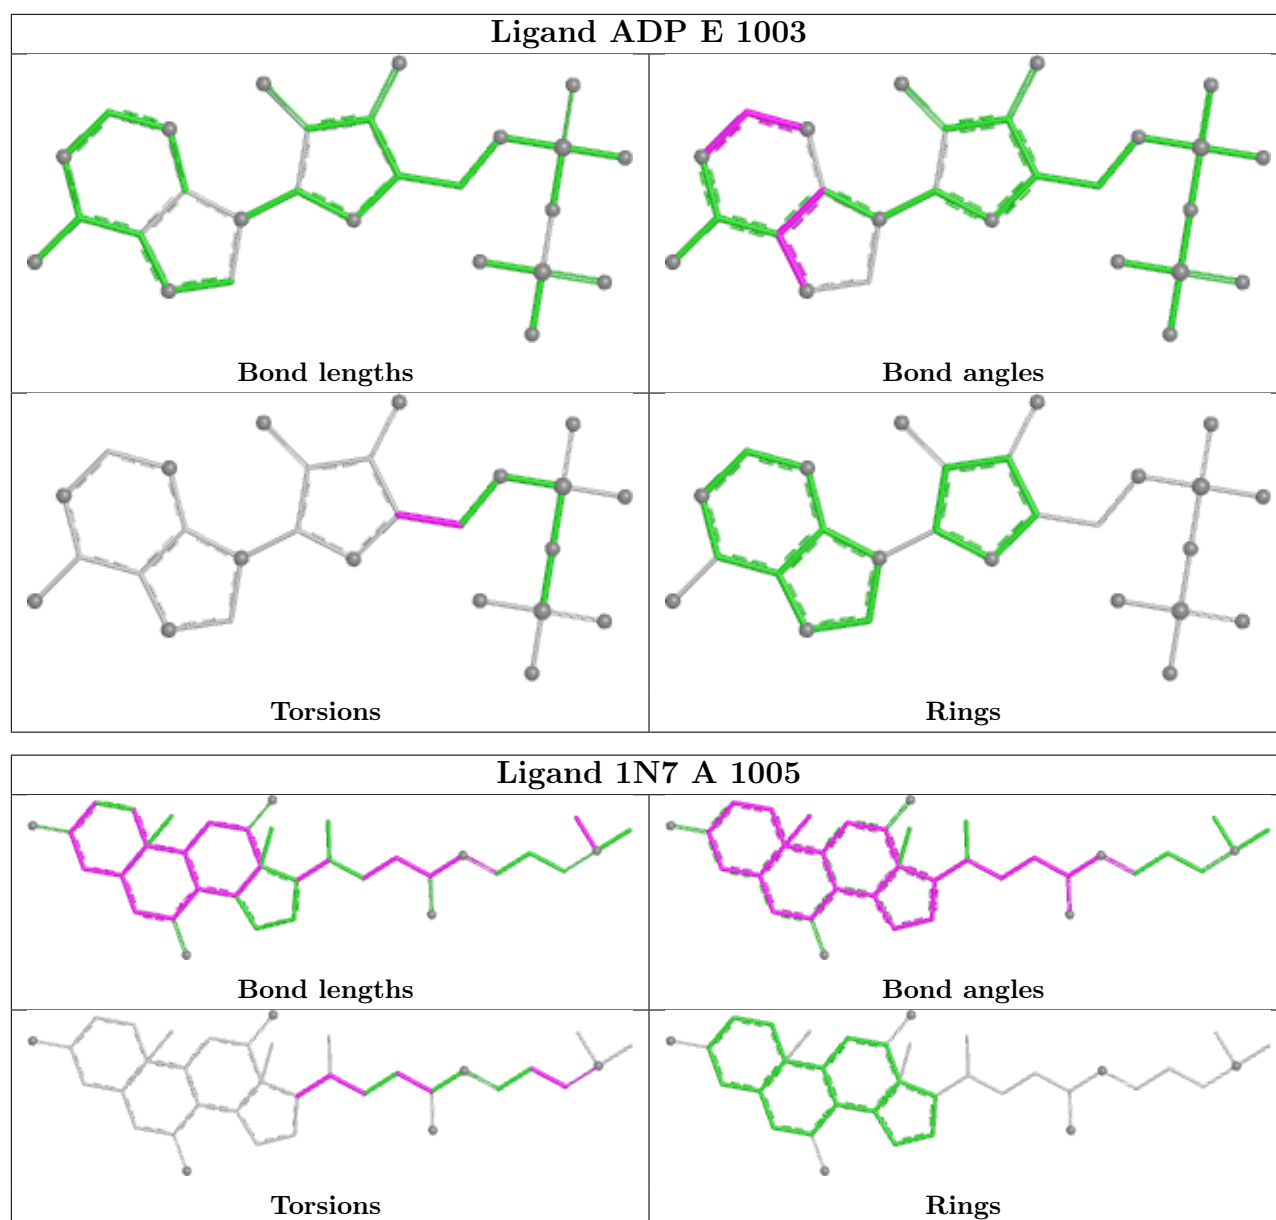 Ligand ADP E 1003
Bond lengths
Bond angles
Torsions
Rings
Ligand 1N7 A 1005
Bond lengths
Bond angles
Torsions
Rings